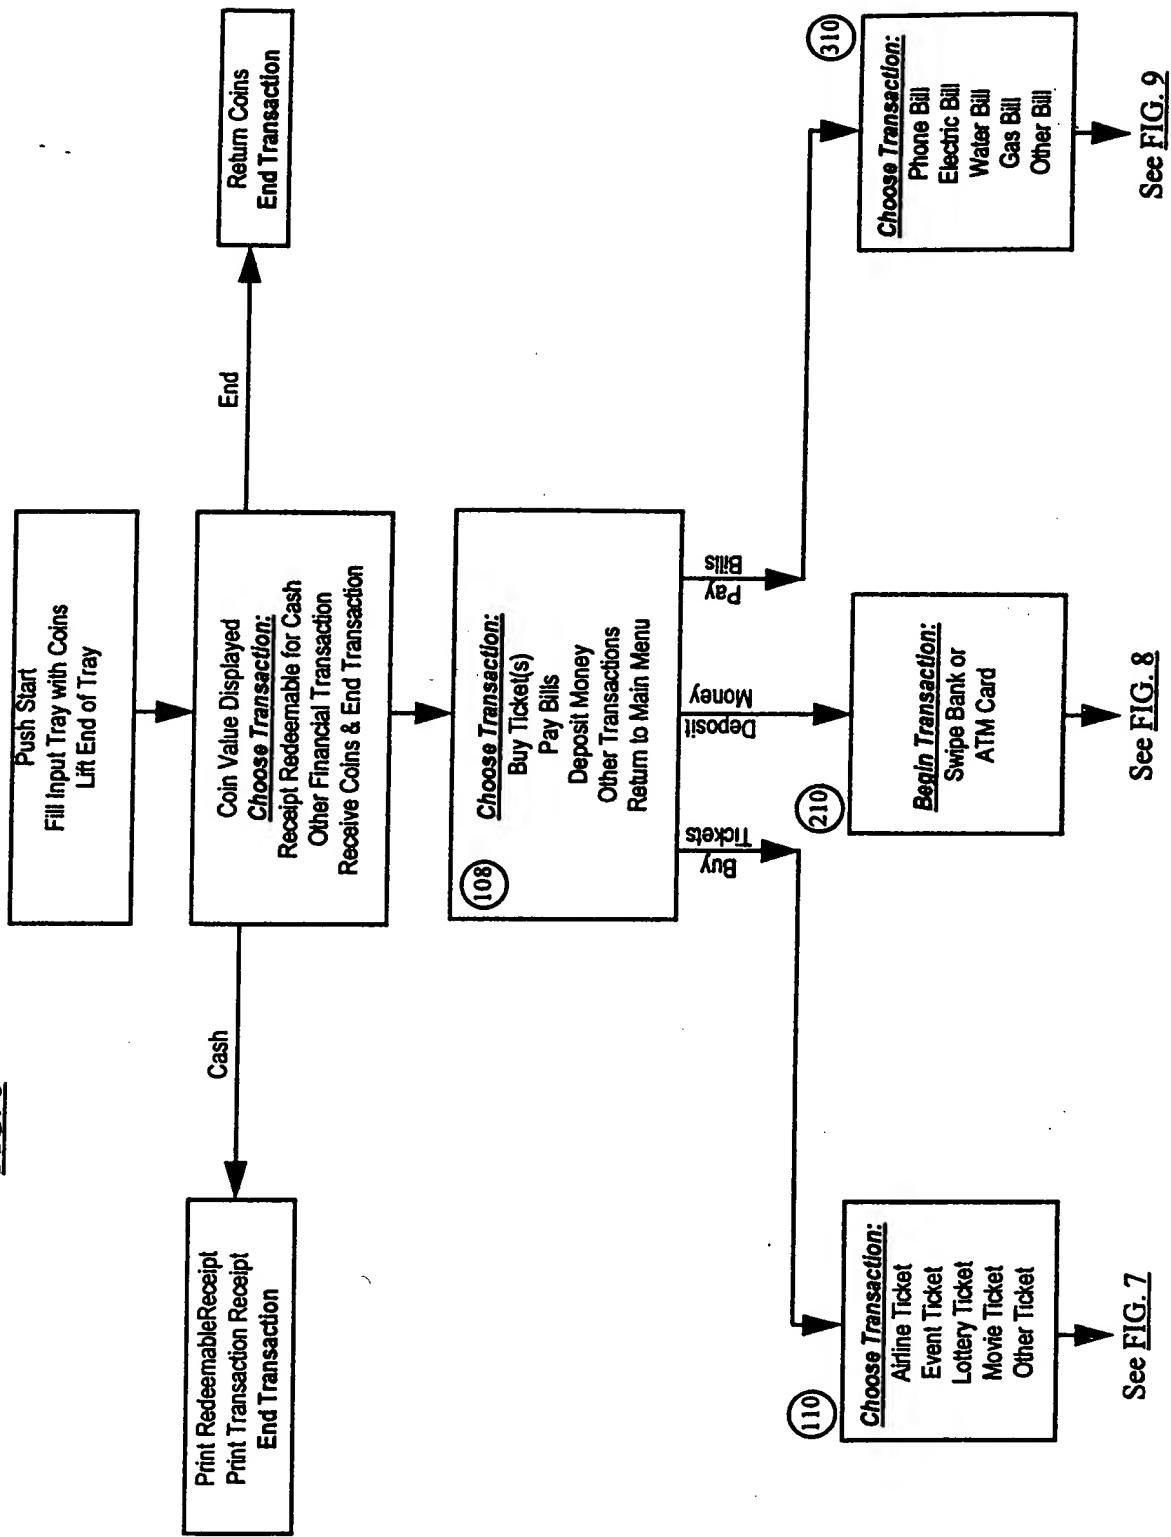 Push Start
Fill Input Tray with Coins
Lift End of Tray
Coin Value Displayed
Choose Transaction:
Receipt Redeemable for Cash
Other Financial Transaction
Receive Coins & End Transaction
End
Return Coins
End Transaction
Cash
Print RedeemableReceipt
Print Transaction Receipt
End Transaction
108
Choose Transaction:
Buy Ticket(s)
Pay Bills
Deposit Money
Other Transactions
Return to Main Menu
Buy
Tickets
Deposit
Money
Pay
Bills
110
Choose Transaction:
Airline Ticket
Event Ticket
Lottery Ticket
Movie Ticket
Other Ticket
See FIG. 7
210
Begin Transaction:
Swipe Bank or
ATM Card
See FIG. 8
310
Choose Transaction:
Phone Bill
Electric Bill
Water Bill
Gas Bill
Other Bill
See FIG. 9